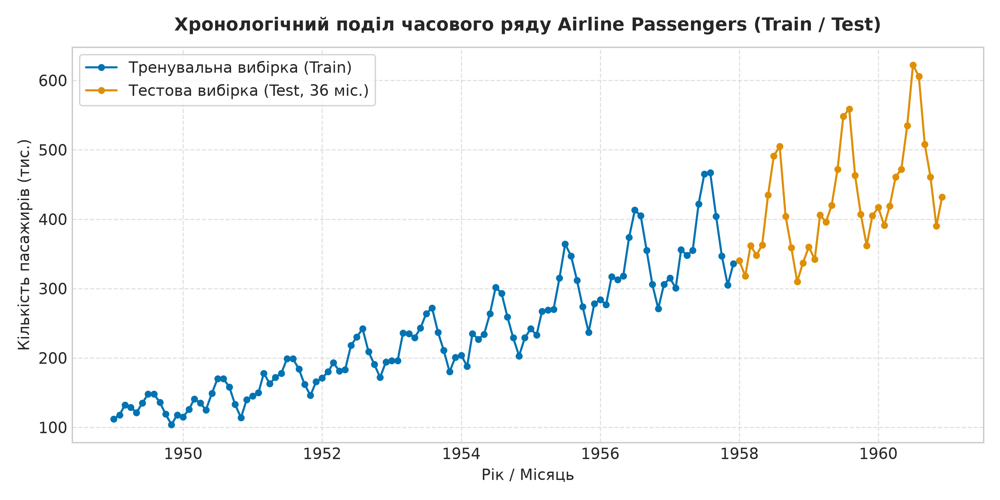 Хронологічний поділ часового ряду Airline Passengers (Train / Test)
Тренувальна вибірка (Train)
Тестова вибірка (Test, 36 міс.)
Кількість пасажирів (тис.)
600
500
400
300
200
100
1950 1952 1954 1956 1958 1960
Рік / Місяць